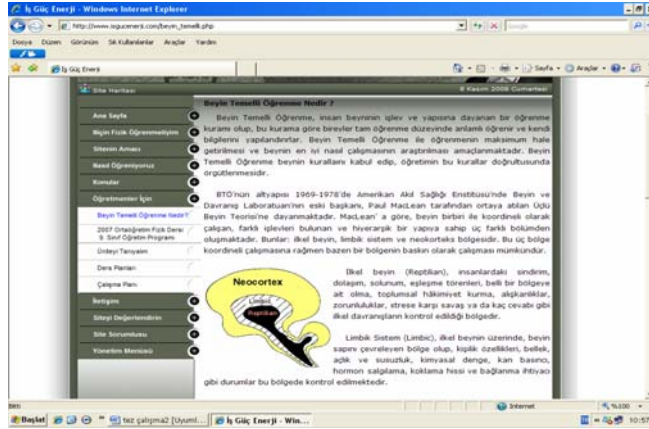 İş Güç Enerji - Windows Internet Explorer
http://www.isgucenerji.com/beyin_temelli.php
Google
Dosya Düzen Görünüm Sık Kullanılanlar Araçlar Yardım
İş Güç Enerji
Sayfa Araçlar
Site Haritası
8 Kasım 2008 Cumartesi
Ana Sayfa
Niçin Fizik Öğrenmeliyim
Sitenin Amacı
Nasıl Öğreniyoruz
Konular
Öğretmenler İçin
Beyin Temelli Öğrenme Nedir?
2007 Ortaöğretim Fizik Dersi
9. Sınıf Öğretim Programı
Üniteyi Tanıyalım
Ders Planları
Çalışma Planı
İletişim
Siteyi Değerlendirin
Site Sorumlusu
Yönetim Menüsü
Beyin Temelli Öğrenme Nedir ?
Beyin Temelli Öğrenme, insan beyninin işlev ve yapısına dayanan bir öğrenme
kuramı olup, bu kurama göre bireyler tam öğrenme düzeyinde anlamlı öğrenir ve kendi
bilgilerini yapılandırırlar. Beyin Temelli Öğrenme ile öğrenmenin maksimum hale
getirilmesi ve beynin en iyi nasıl çalışmasının araştırılması amaçlanmaktadır. Beyin
Temelli Öğrenme beynin kurallarını kabul edip, öğretimin bu kurallar doğrultusunda
örgütlenmesidir.
BTÖ'nün altyapısı 1969-1978'de Amerikan Akıl Sağlığı Enstitüsü'nde Beyin ve
Davranış Laboratuarı'nın eski başkanı, Paul MacLean tarafından ortaya atılan Üçlü
Beyin Teorisi'ne dayanmaktadır. MacLean' a göre, beyin birbiri ile koordineli olarak
çalışan, farklı işlevleri bulunan ve hiyerarşik bir yapıya sahip üç farklı bölümden
oluşmaktadır. Bunlar: ilkel beyin, limbik sistem ve neokorteks bölgesidir. Bu üç bölge
koordineli çalışmasına rağmen bazen bir bölgenin baskın olarak çalışması mümkündür.
Neocortex
Limbic
Reptilian
İlkel beyin (Reptilian), insanlardaki sindirim,
dolaşım, solunum, eşleşme törenleri, belli bir bölgeye
ait olma, toplumsal hâkimiyet kurma, alışkanlıklar,
zorunluluklar, strese karşı savaş ya da kaç cevabı gibi
ilkel davranışların kontrol edildiği bölgedir.
Limbik Sistem (Limbic), ilkel beynin üzerinde, beyin
sapını çevreleyen bölge olup, kişilik özellikleri, bellek,
açlık ve susuzluk, kimyasal denge, kan basıncı,
hormon salgılama, koklama hissi ve bağlanma ihtiyacı
gibi durumlar bu bölgede kontrol edilmektedir.
Bitti
Internet
%100
Başlat
tez çalışma2 [Uyuml...
İş Güç Enerji - Win...
10:57